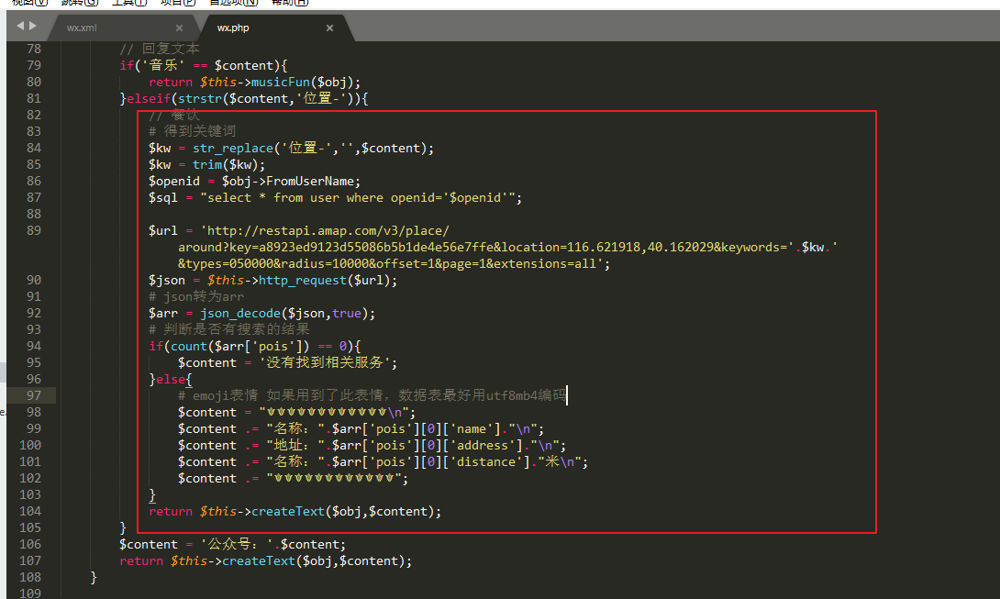 视图(V) 跳转(G) 工具(T) 项目(P) 首选项(N) 帮助(H)
wx.xml × wx.php ×
78 // 回复文本
79 if('音乐' == $content){
80 return $this->musicFun($obj);
81 }elseif(strstr($content,'位置-')){
82 // 餐饮
83 # 得到关键词
84 $kw = str_replace('位置-','',$content);
85 $kw = trim($kw);
86 $openid = $obj->FromUserName;
87 $sql = "select * from user where openid='$openid'";
88
89 $url = 'http://restapi.amap.com/v3/place/
around?key=a8923ed9123d55086b5b1de4e56e7ffe&location=116.621918,40.162029&keywords='.$kw.'
&types=050000&radius=10000&offset=1&page=1&extensions=all';
90 $json = $this->http_request($url);
91 # json转为arr
92 $arr = json_decode($json,true);
93 # 判断是否有搜索的结果
94 if(count($arr['pois']) == 0){
95 $content = '没有找到相关服务';
96 }else{
97 # emoji表情 如果用到了此表情，数据表最好用utf8mb4编码
98 $content = "\n";
99 $content .= "名称：".$arr['pois'][0]['name']."\n";
100 $content .= "地址：".$arr['pois'][0]['address']."\n";
101 $content .= "名称：".$arr['pois'][0]['distance']."米\n";
102 $content .= "";
103 }
104 return $this->createText($obj,$content);
105 }
106 $content = '公众号：'.$content;
107 return $this->createText($obj,$content);
108 }
109